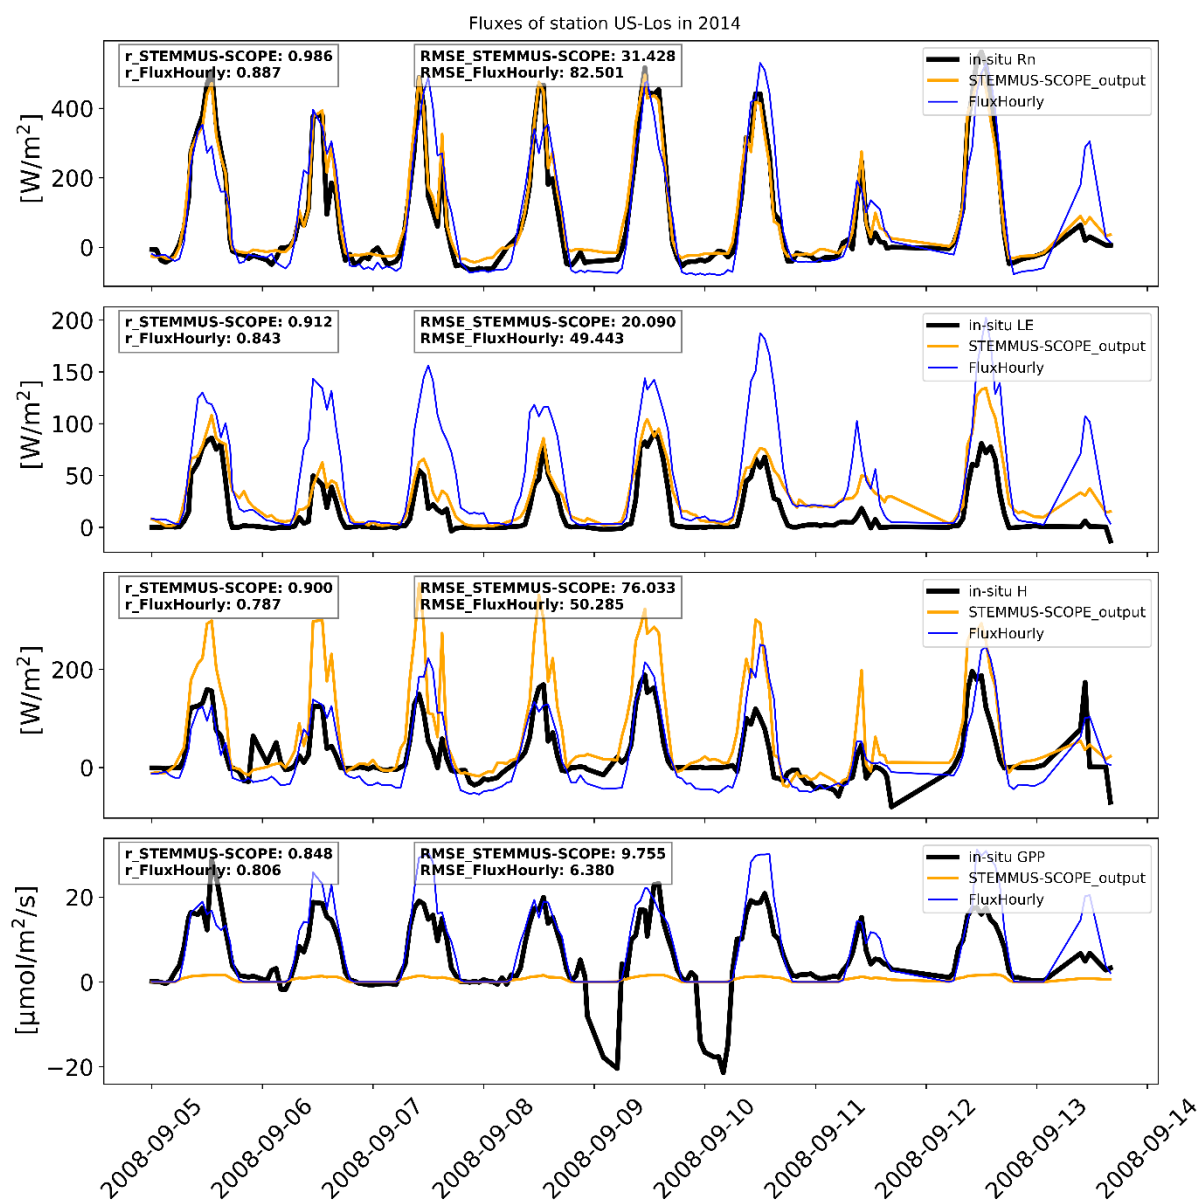 Fluxes of station US-Los in 2014
r_STEMMUS-SCOPE: 0.986
r_FluxHourly: 0.887
RMSE_STEMMUS-SCOPE: 31.428
RMSE_FluxHourly: 82.501
in-situ Rn
STEMMUS-SCOPE_output
FluxHourly
[W/m²]
400
200
0
r_STEMMUS-SCOPE: 0.912
r_FluxHourly: 0.843
RMSE_STEMMUS-SCOPE: 20.090
RMSE_FluxHourly: 49.443
in-situ LE
STEMMUS-SCOPE_output
FluxHourly
[W/m²]
200
150
100
50
0
r_STEMMUS-SCOPE: 0.900
r_FluxHourly: 0.787
RMSE_STEMMUS-SCOPE: 76.033
RMSE_FluxHourly: 50.285
in-situ H
STEMMUS-SCOPE_output
FluxHourly
[W/m²]
200
0
r_STEMMUS-SCOPE: 0.848
r_FluxHourly: 0.806
RMSE_STEMMUS-SCOPE: 9.755
RMSE_FluxHourly: 6.380
in-situ GPP
STEMMUS-SCOPE_output
FluxHourly
[μmol/m²/s]
20
0
−20
2008-09-05
2008-09-06
2008-09-07
2008-09-08
2008-09-09
2008-09-10
2008-09-11
2008-09-12
2008-09-13
2008-09-14